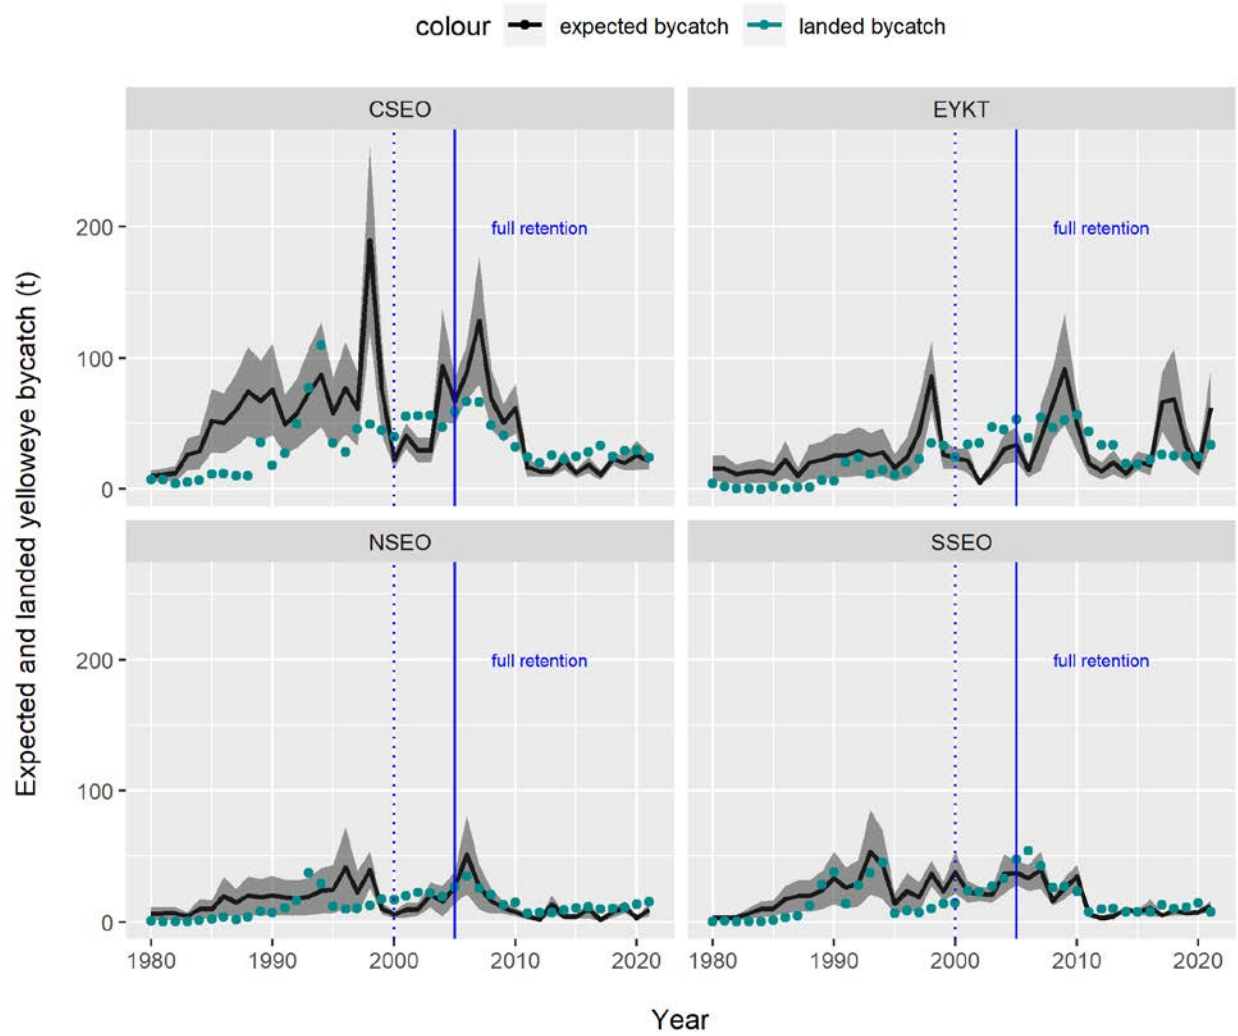 colour expected bycatch landed bycatch
CSEO EYKT
200
100
0
full retention full retention
NSEO SSEO
200
100
0
full retention full retention
1980 1990 2000 2010 2020 1980 1990 2000 2010 2020
Expected and landed yelloweye bycatch (t)
Year